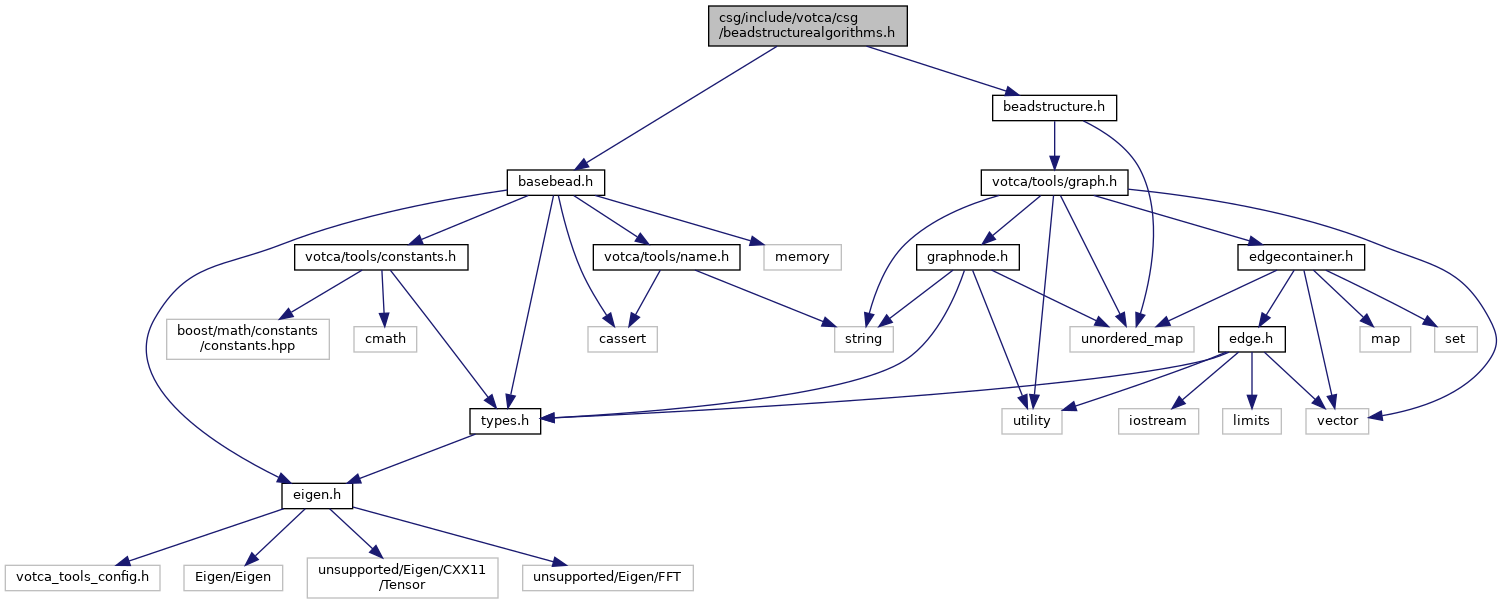 csg/include/votca/csg
/beadstructurealgorithms.h
beadstructure.h
basebead.h
votca/tools/graph.h
votca/tools/constants.h
votca/tools/name.h
memory
graphnode.h
edgecontainer.h
boost/math/constants
/constants.hpp
cmath
cassert
string
unordered_map
edge.h
map
set
types.h
utility
iostream
limits
vector
eigen.h
votca_tools_config.h
Eigen/Eigen
unsupported/Eigen/CXX11
/Tensor
unsupported/Eigen/FFT